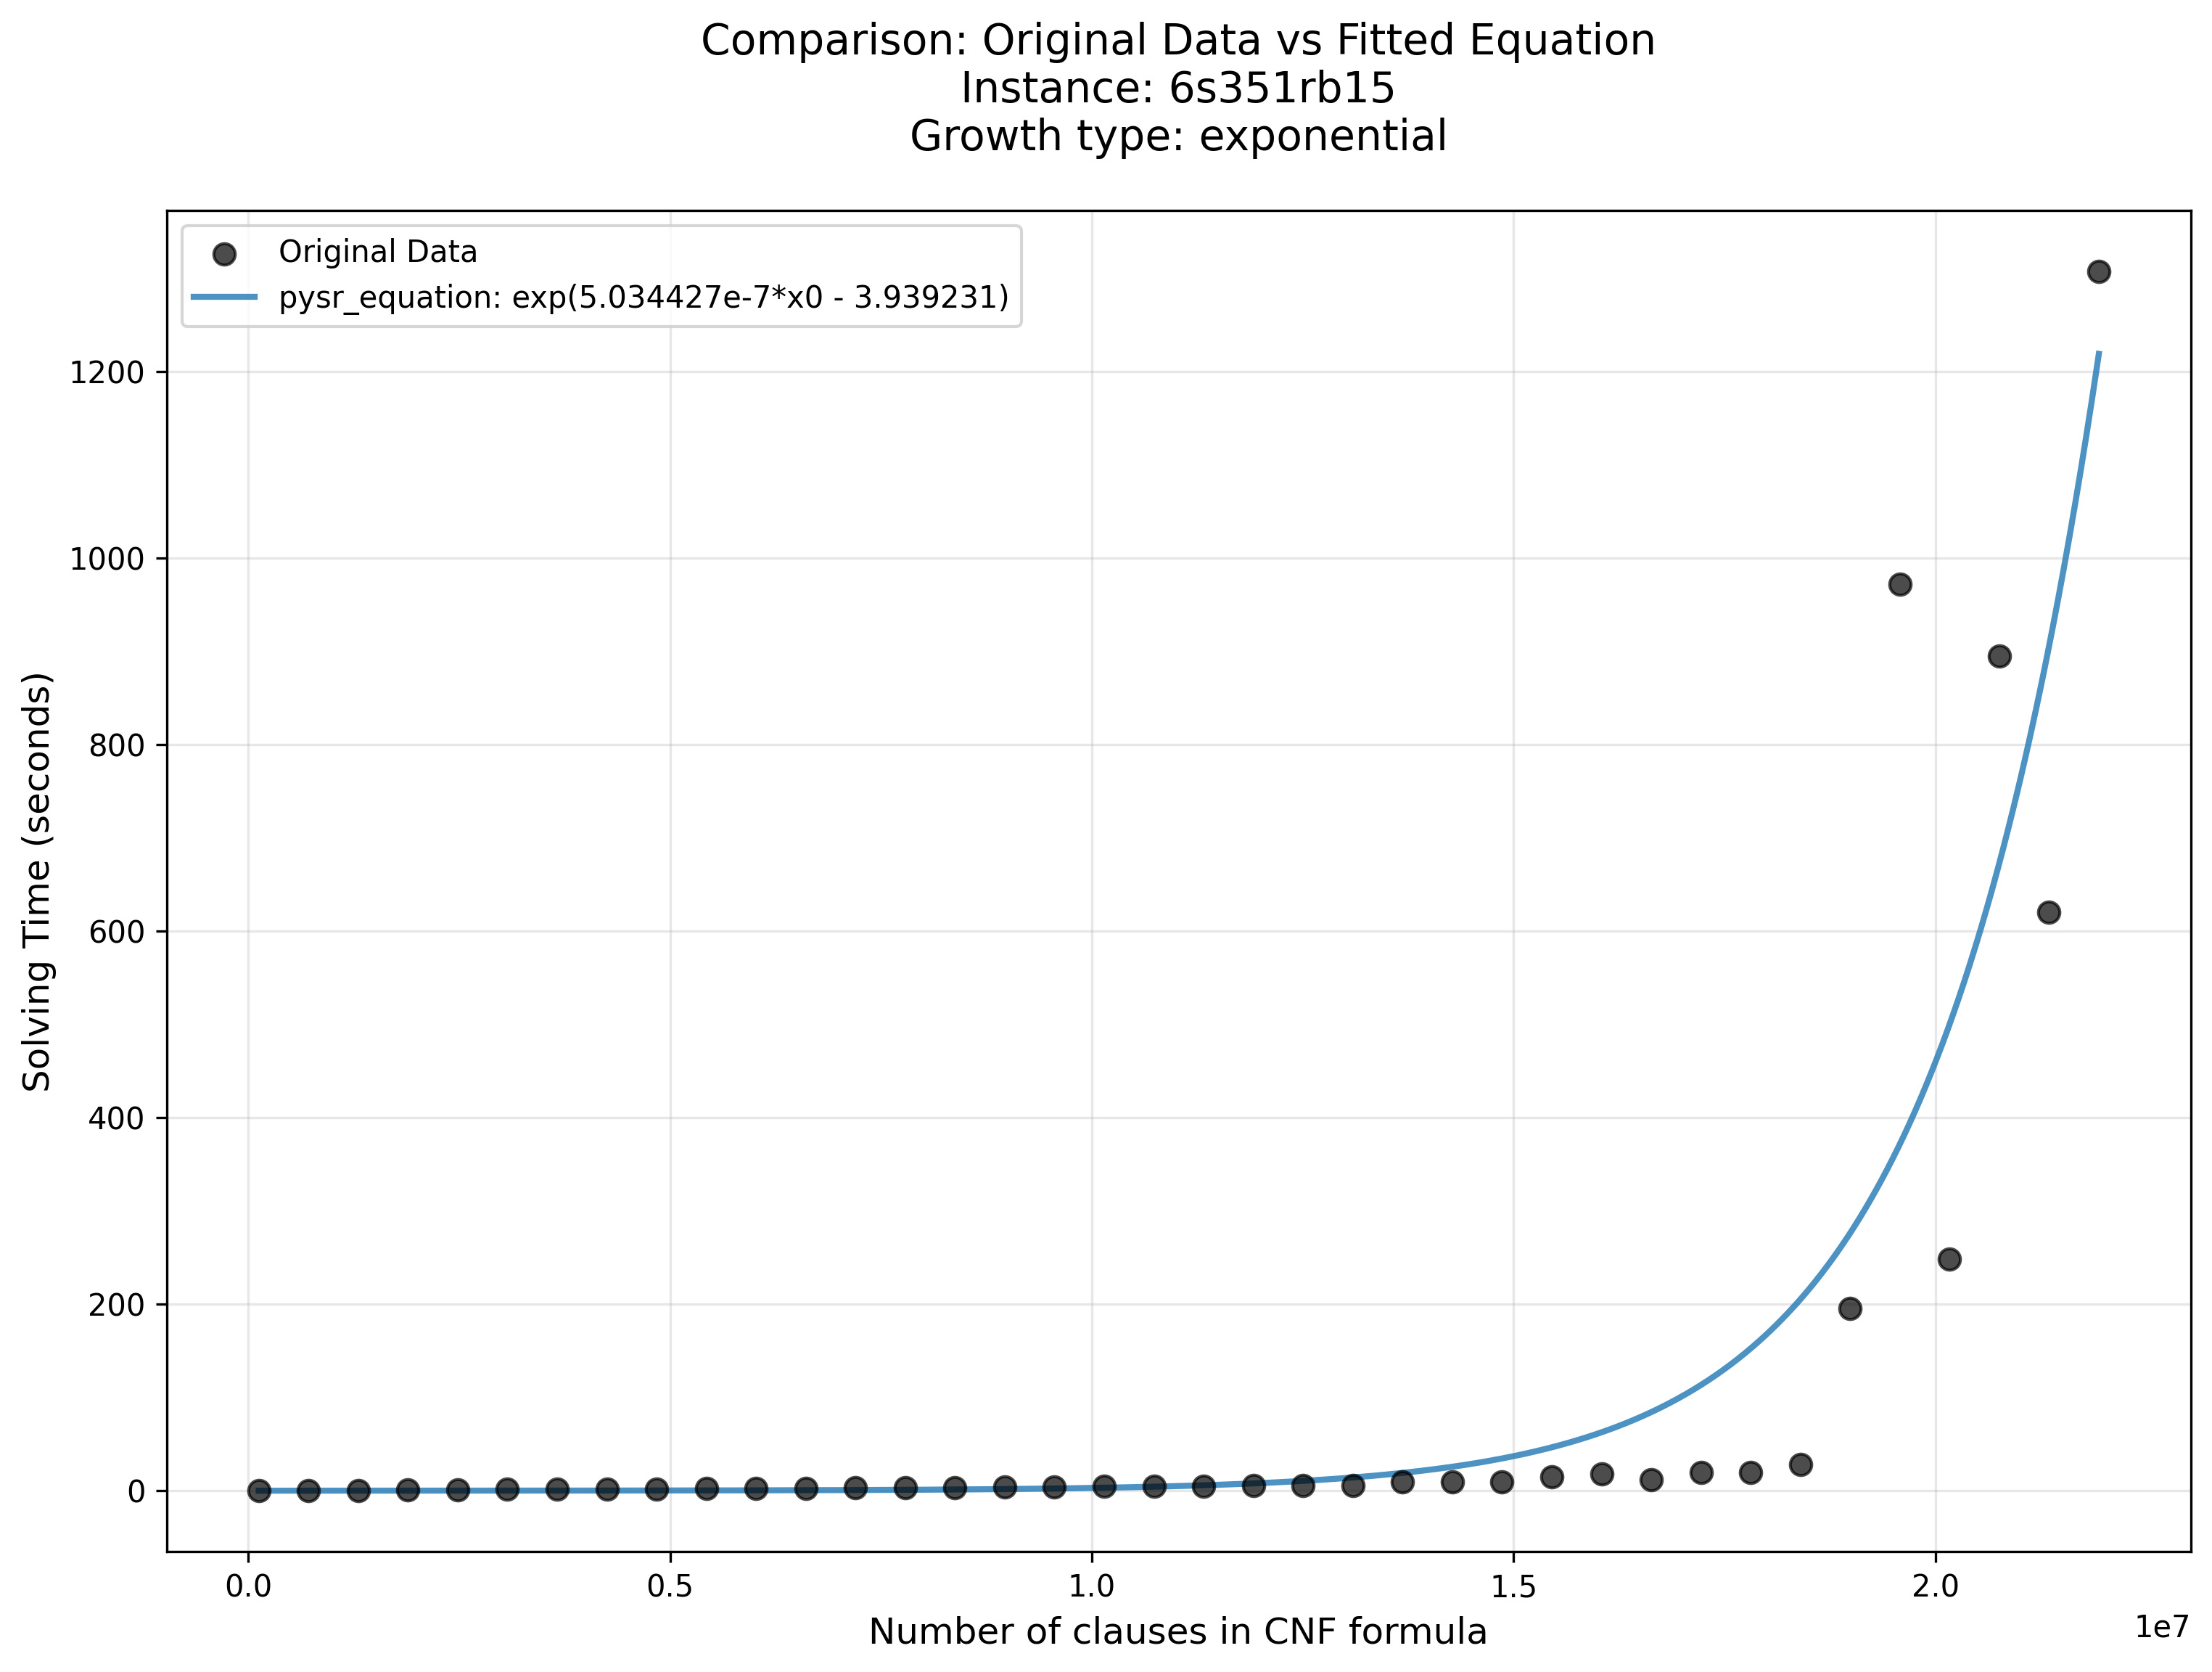 Comparison: Original Data vs Fitted Equation
Instance: 6s351rb15
Growth type: exponential
Original Data
pysr_equation: exp(5.034427e-7*x0 - 3.939231)
Solving Time (seconds)
1200
1000
800
600
400
200
0
0.0 0.5 1.0 1.5 2.0
1e7
Number of clauses in CNF formula